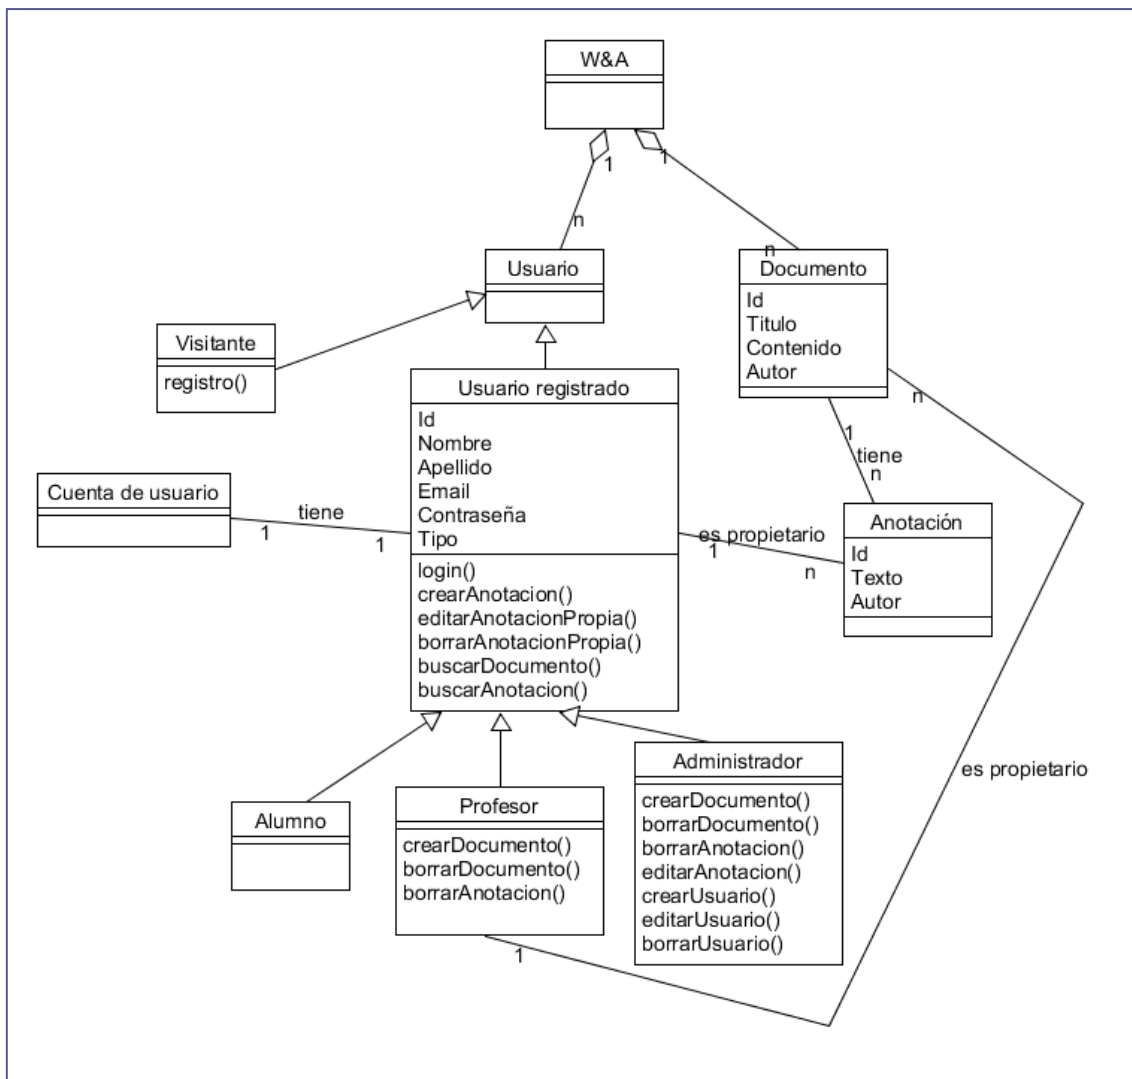 W&A
1
1
n
n
Usuario
Documento
Id
Titulo
Contenido
Autor
Visitante
registro()
Usuario registrado
Id
Nombre
Apellido
Email
Contraseña
Tipo
login()
crearAnotacion()
editarAnotacionPropia()
borrarAnotacionPropia()
buscarDocumento()
buscarAnotacion()
n
1
tiene
n
Cuenta de usuario
tiene
1
1
es propietario
1
n
Anotación
Id
Texto
Autor
Alumno
Profesor
crearDocumento()
borrarDocumento()
borrarAnotacion()
Administrador
crearDocumento()
borrarDocumento()
borrarAnotacion()
editarAnotacion()
crearUsuario()
editarUsuario()
borrarUsuario()
es propietario
1